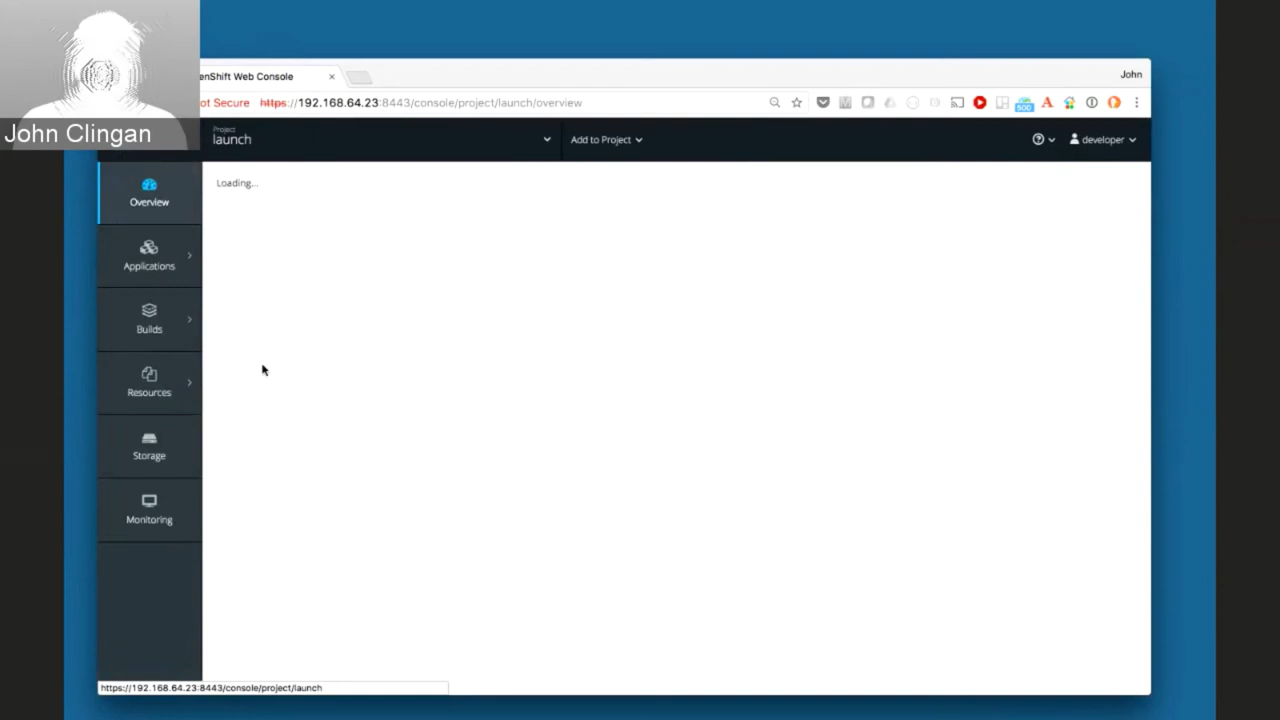 enShift Web Console
John
ot Secure https://192.168.64.23:8443/console/project/launch/overview
500
A
John Clingan
Project
launch
Add to Project
developer
Loading...
Overview
Applications
Builds
Resources
Storage
Monitoring
https://192.168.64.23:8443/console/project/launch